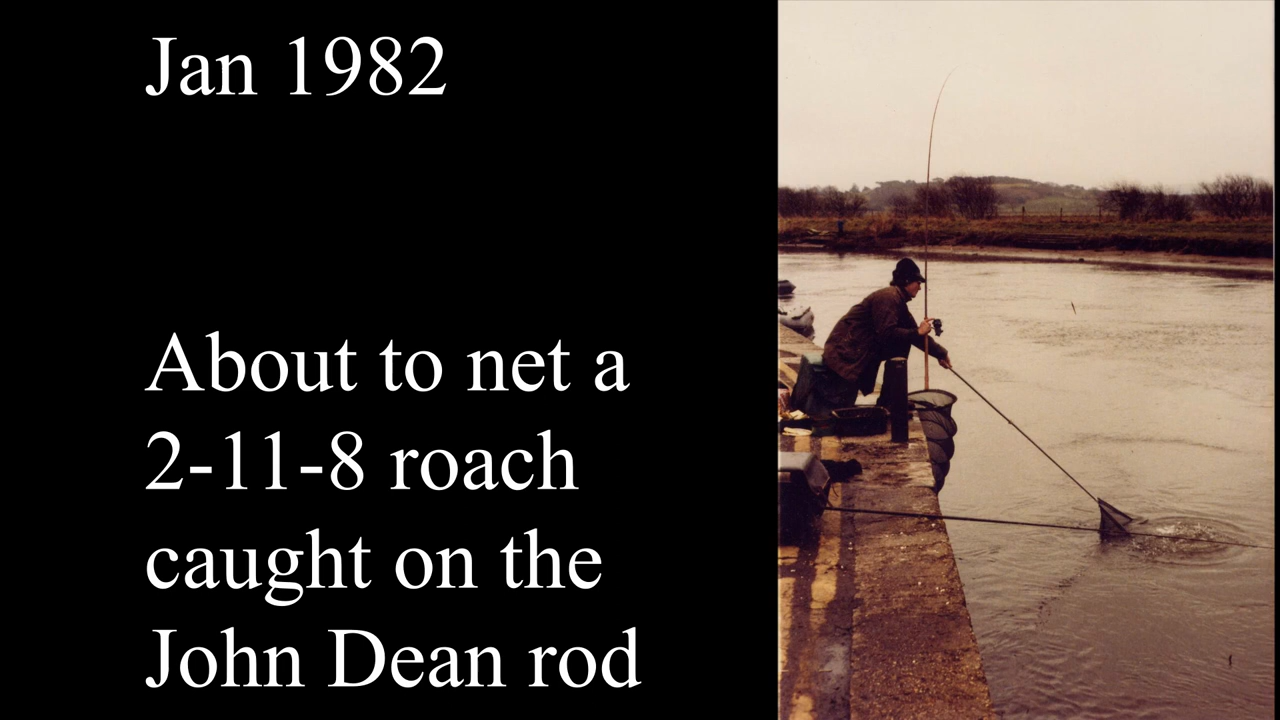 Jan 1982
About to net a
2-11-8 roach
caught on the
John Dean rod